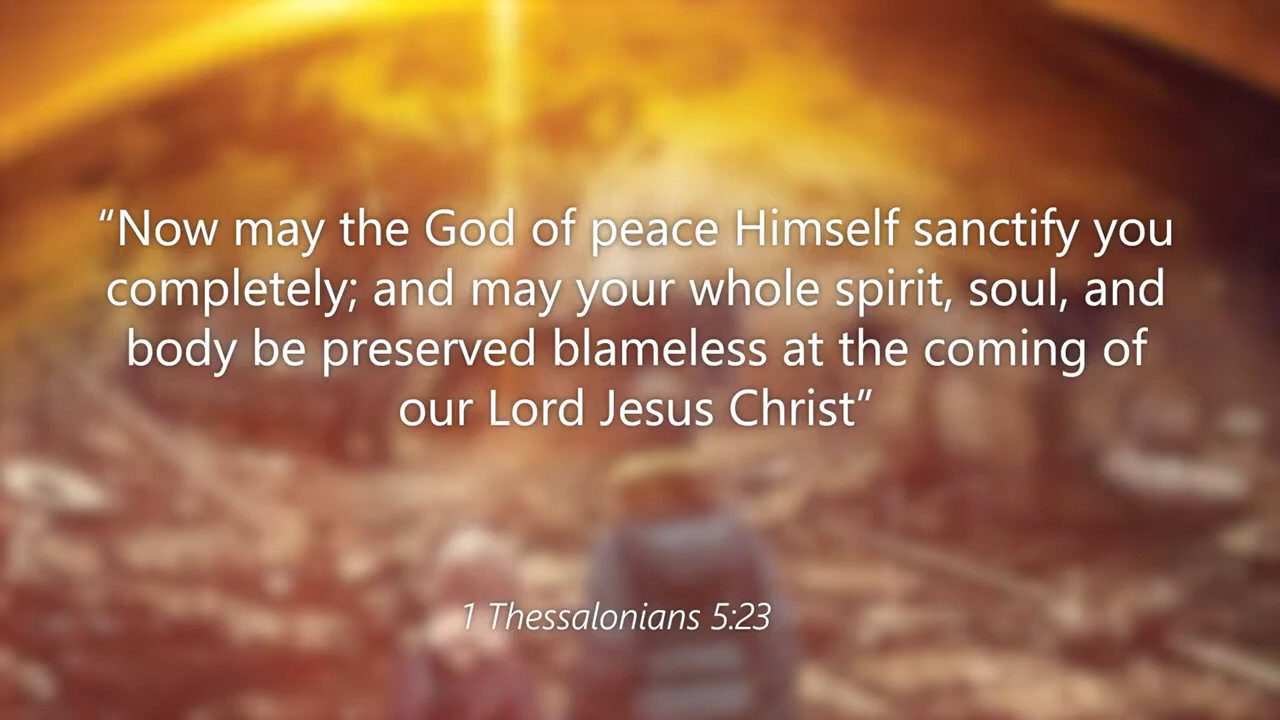 “Now may the God of peace Himself sanctify you
completely; and may your whole spirit, soul, and
body be preserved blameless at the coming of
our Lord Jesus Christ”
1 Thessalonians 5:23